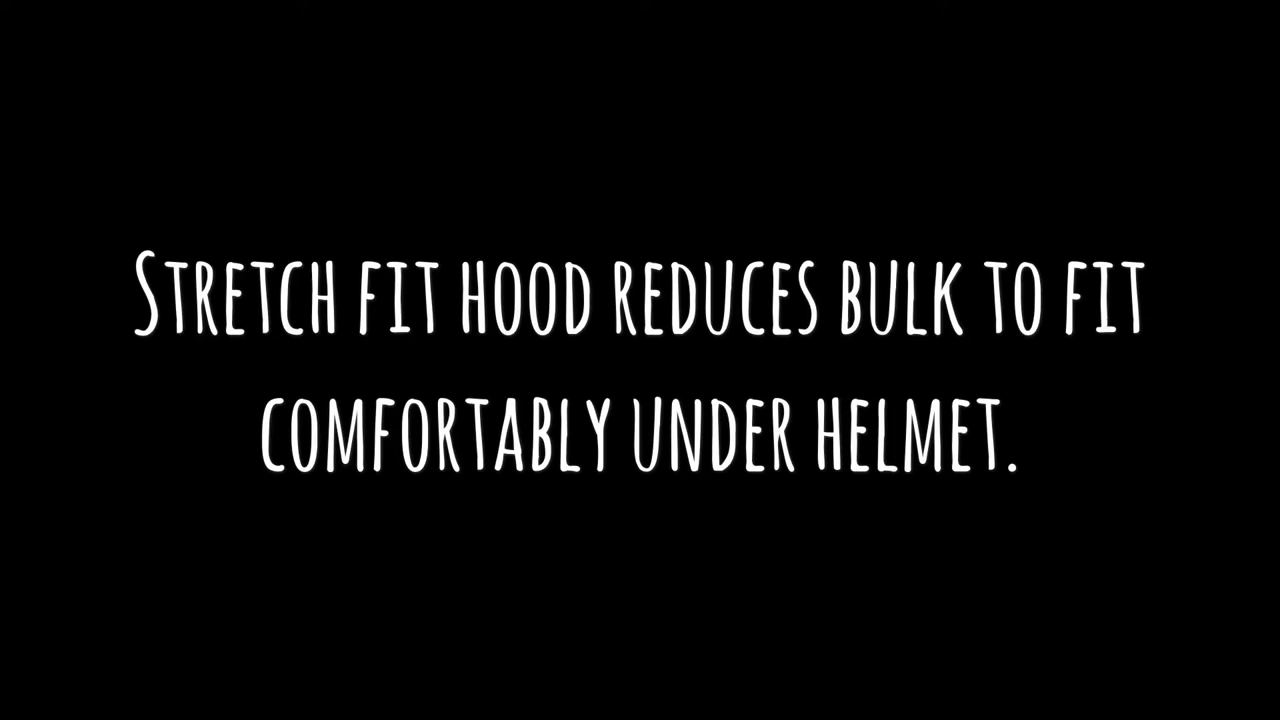 Stretch fit hood reduces bulk to fit
comfortably under helmet.